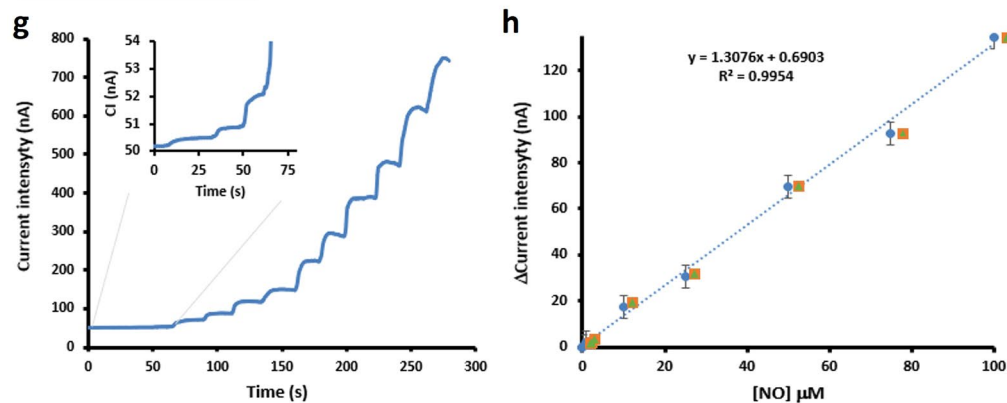 g
800
700
600
500
400
300
200
100
0
Current intensyty (nA)
0 50 100 150 200 250 300
Time (s)
54
53
52
51
50
CI (nA)
0 25 50 75
Time (s)
h
y = 1.3076x + 0.6903
R² = 0.9954
120
100
80
60
40
20
0
ΔCurrent intensyty (nA)
0 20 40 60 80 100
[NO] µM